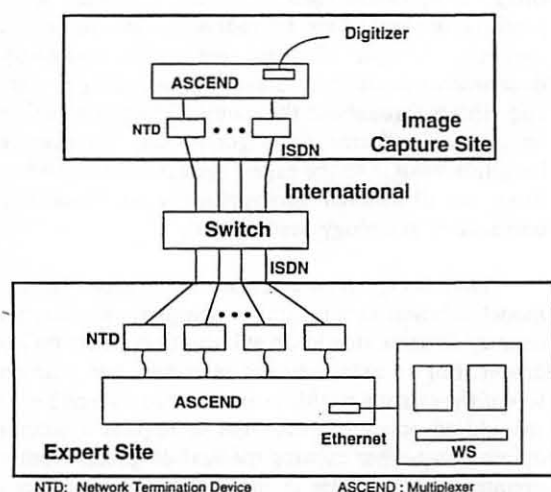 Digitizer
ASCEND
NTD
ISDN
Image
Capture Site
International
Switch
ISDN
NTD
ASCEND
Ethernet
WS
Expert Site
NTD: Network Termination Device
ASCEND : Multiplexer